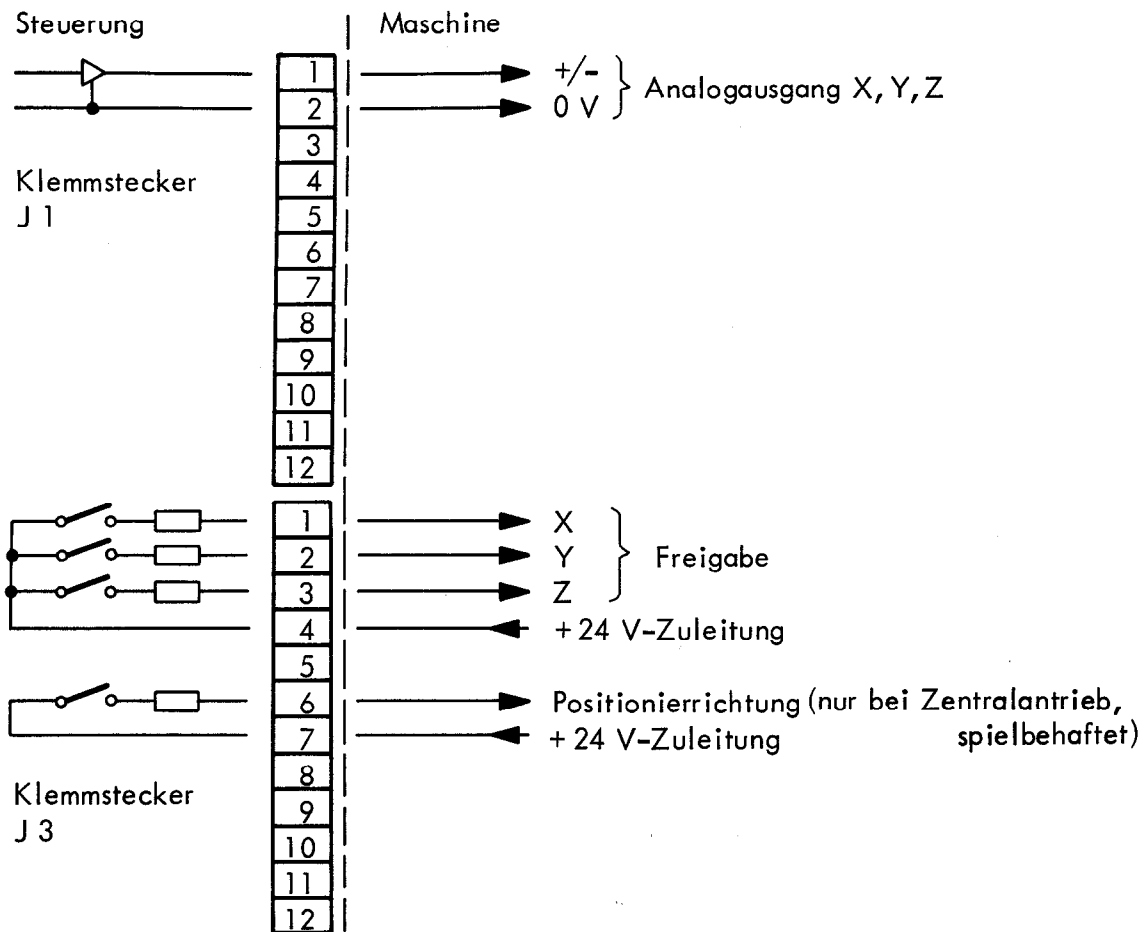 Steuerung Maschine
1 +/-
2 0 V Analogausgang X, Y, Z
3
Klemmstecker 4
J 1 5
6
7
8
9
10
11
12
1 X
2 Y Freigabe
3 Z
4 +24 V-Zuleitung
5
6 Positionierrichtung (nur bei Zentralantrieb,
7 +24 V-Zuleitung spielbehaftet)
8
Klemmstecker 9
J 3 10
11
12